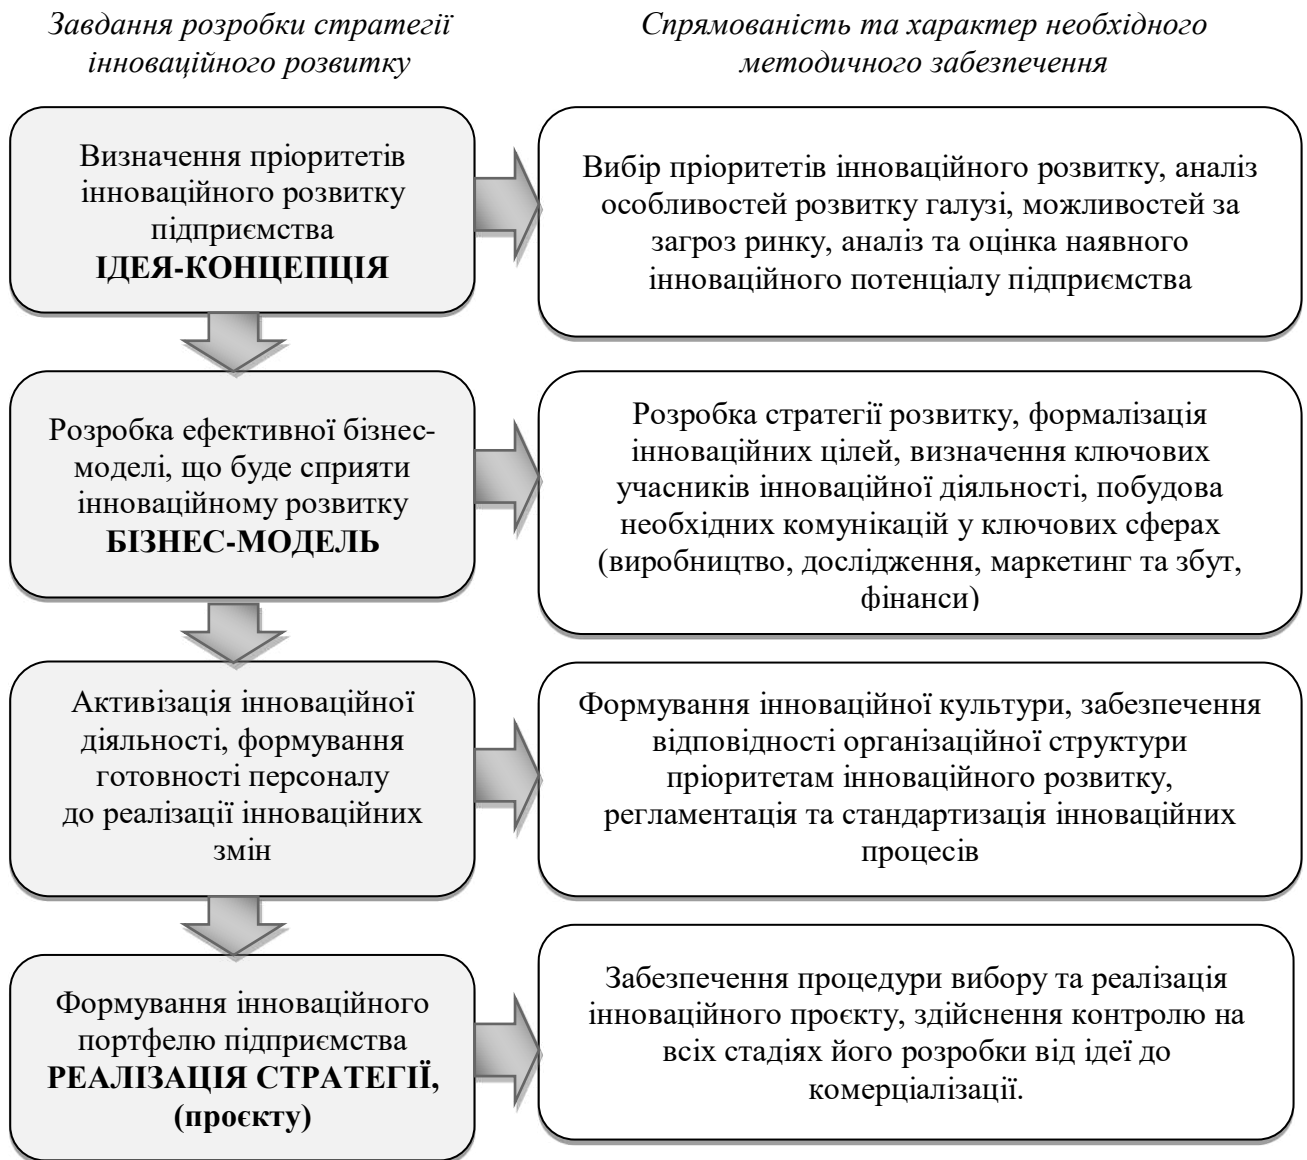 Завдання розробки стратегії
інноваційного розвитку
Спрямованість та характер необхідного
методичного забезпечення
Визначення пріоритетів
інноваційного розвитку
підприємства
ІДЕЯ-КОНЦЕПЦІЯ
Вибір пріоритетів інноваційного розвитку, аналіз
особливостей розвитку галузі, можливостей за
загроз ринку, аналіз та оцінка наявного
інноваційного потенціалу підприємства
Розробка ефективної бізнес-
моделі, що буде сприяти
інноваційному розвитку
БІЗНЕС-МОДЕЛЬ
Розробка стратегії розвитку, формалізація
інноваційних цілей, визначення ключових
учасників інноваційної діяльності, побудова
необхідних комунікацій у ключових сферах
(виробництво, дослідження, маркетинг та збут,
фінанси)
Активізація інноваційної
діяльності, формування
готовності персоналу
до реалізації інноваційних
змін
Формування інноваційної культури, забезпечення
відповідності організаційної структури
пріоритетам інноваційного розвитку,
регламентація та стандартизація інноваційних
процесів
Формування інноваційного
портфелю підприємства
РЕАЛІЗАЦІЯ СТРАТЕГІЇ,
(проєкту)
Забезпечення процедури вибору та реалізація
інноваційного проєкту, здійснення контролю на
всіх стадіях його розробки від ідеї до
комерціалізації.